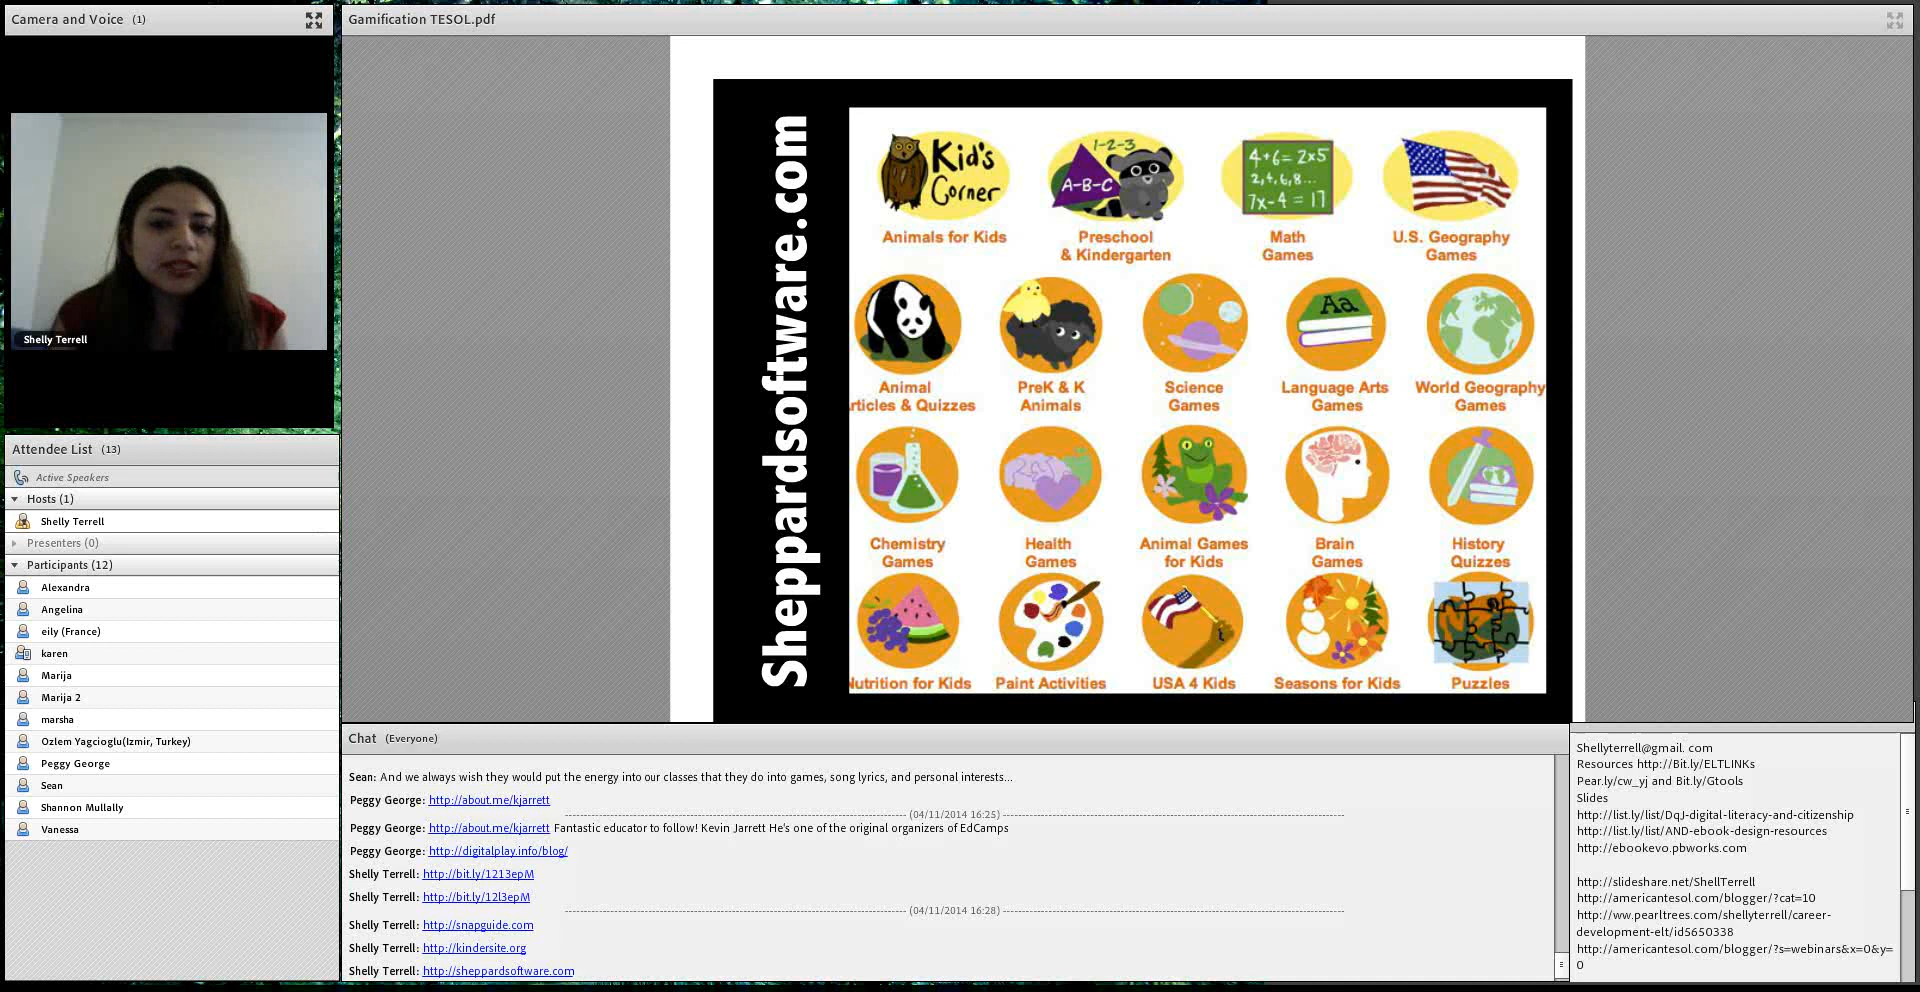 Camera and Voice (1)
Shelly Terrell
Attendee List (13)
Active Speakers
Hosts (1)
Shelly Terrell
Presenters (0)
Participants (12)
Alexandra
Angelina
eily (France)
karen
Marija
Marija 2
marsha
Ozlem Yagcioglu(Izmir, Turkey)
Peggy George
Sean
Shannon Mullally
Vanessa
Gamification TESOL.pdf
Sheppardsoftware.com
Kid's
Corner
1-2-3
A-B-C
4+6=2x5
2,4,6,8...
7x-4=17
Animals for Kids
Preschool
& Kindergarten
Math
Games
U.S. Geography
Games
Aa
Animal
rticles & Quizzes
PreK & K
Animals
Science
Games
Language Arts
Games
World Geography
Games
Chemistry
Games
Health
Games
Animal Games
for Kids
Brain
Games
History
Quizzes
Nutrition for Kids
Paint Activities
USA 4 Kids
Seasons for Kids
Puzzles
Chat (Everyone)
Sean: And we always wish they would put the energy into our classes that they do into games, song lyrics, and personal interests...
Peggy George: http://about.me/kjarrett
(04/11/2014 16:25)
Peggy George: http://about.me/kjarrett Fantastic educator to follow! Kevin Jarrett He's one of the original organizers of EdCamps
Peggy George: http://digitalplay.info/blog/
Shelly Terrell: http://bit.ly/1213epM
Shelly Terrell: http://bit.ly/12l3epM
(04/11/2014 16:28)
Shelly Terrell: http://snapguide.com
Shelly Terrell: http://kindersite.org
Shelly Terrell: http://sheppardsoftware.com
Shellyterrell@gmail. com
Resources http://Bit.ly/ELTLINKs
Pear.ly/cw_yj and Bit.ly/Gtools
Slides
http://list.ly/list/DqJ-digital-literacy-and-citizenship
http://list.ly/list/AND-ebook-design-resources
http://ebookevo.pbworks.com
http://slideshare.net/ShellTerrell
http://americantesol.com/blogger/?cat=10
http://ww.pearltrees.com/shellyterrell/career-
development-elt/id5650338
http://americantesol.com/blogger/?s=webinars&x=0&y=
0